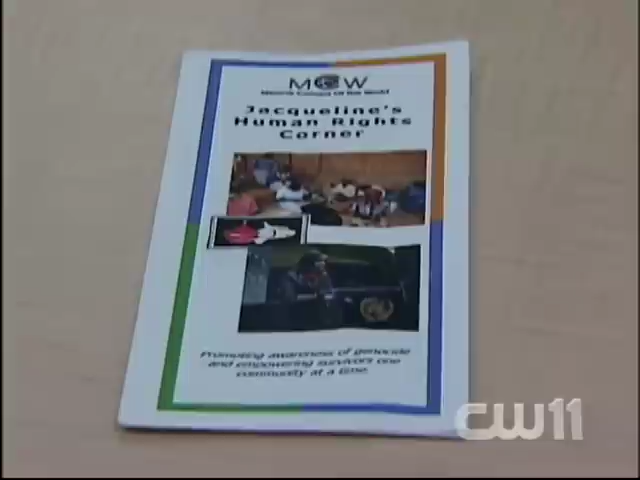 MCW
Jacqueline's
Human Rights
Corner
Promoting awareness of genocide
and empowering survivors one
community at a time.
CW11